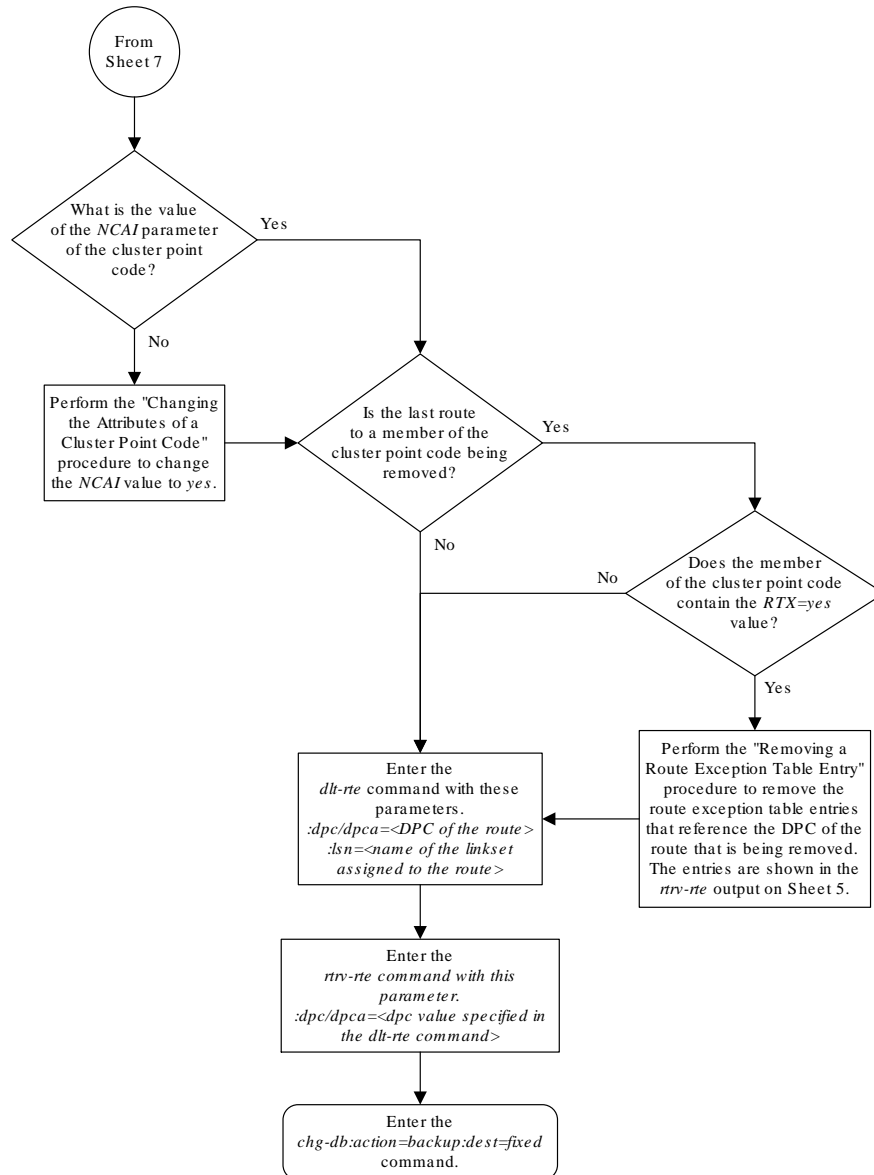 From
Sheet 7
What is the value
of the NCAI parameter
of the cluster point
code?
Yes
No
Perform the "Changing
the Attributes of a
Cluster Point Code"
procedure to change
the NCAI value to yes.
Is the last route
to a member of the
cluster point code being
removed?
Yes
No
Does the member
of the cluster point code
contain the RTX=yes
value?
No
Yes
Perform the "Removing a
Route Exception Table Entry"
procedure to remove the
route exception table entries
that reference the DPC of the
route that is being removed.
The entries are shown in the
rtrv-rte output on Sheet 5.
Enter the
dlt-rte command with these
parameters.
:dpc/dpca=<DPC of the route>
:lsn=<name of the linkset
assigned to the route>
Enter the
rtrv-rte command with this
parameter.
:dpc/dpca=<dpc value specified in
the dlt-rte command>
Enter the
chg-db:action=backup:dest=fixed
command.